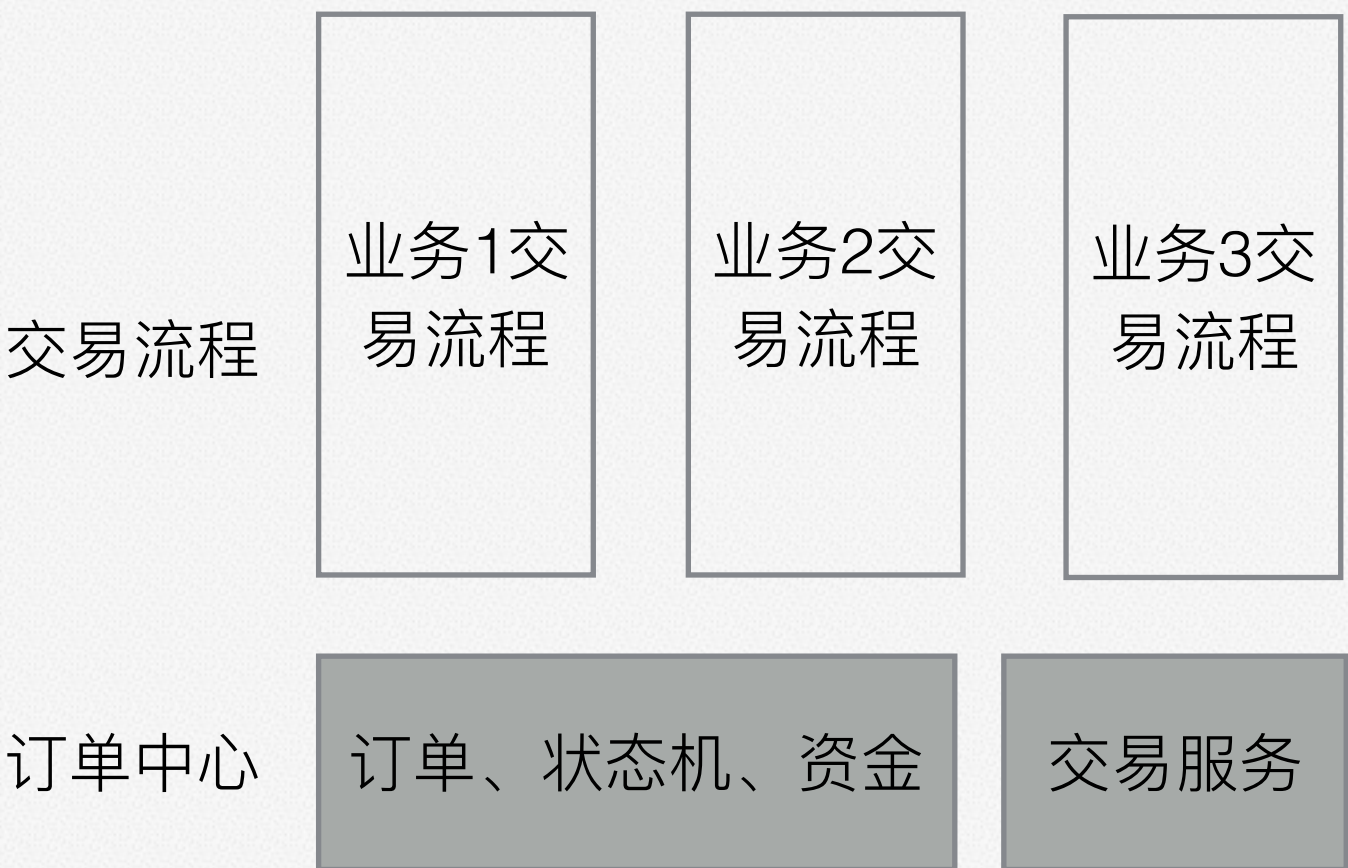 交易流程
业务1交
易流程
业务2交
易流程
业务3交
易流程
订单中心
订单、状态机、资金
交易服务